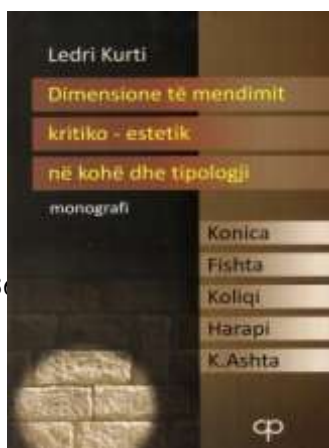 Ledri Kurti
Dimensione të mendimit
kritiko - estetik
në kohë dhe tipologji
monografi
Konica
Fishta
Koliqi
Harapi
K.Ashta